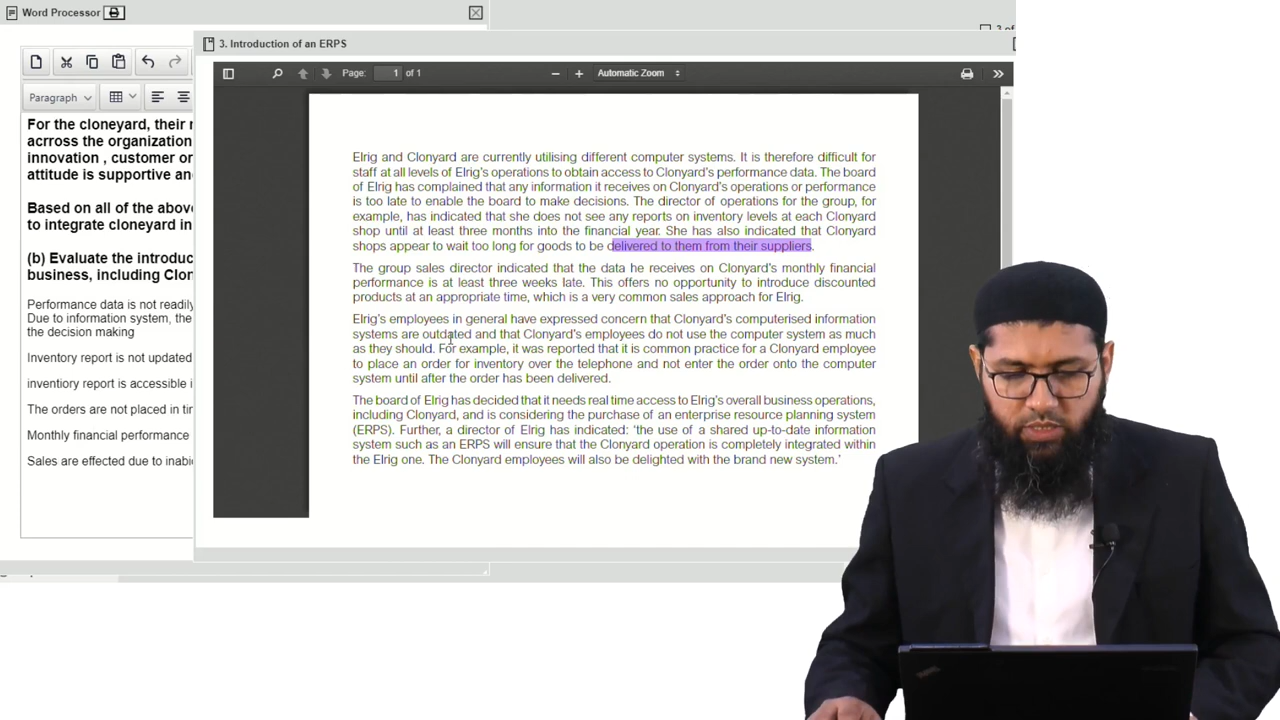 Word Processor
3 of
3. Introduction of an ERPS
Page: 1 of 1
Automatic Zoom
Paragraph
For the cloneyard, their
acrross the organization
innovation , customer or
attitude is supportive an
Based on all of the above
to integrate cloneyard in
(b) Evaluate the introduc
business, including Clon
Performance data is not readily
Due to information system, the
the decision making
Inventory report is not updated
inventiory report is accessible i
The orders are not placed in tim
Monthly financial performance
Sales are effected due to inabi
Elrig and Clonyard are currently utilising different computer systems. It is therefore difficult for
staff at all levels of Elrig's operations to obtain access to Clonyard's performance data. The board
of Elrig has complained that any information it receives on Clonyard's operations or performance
is too late to enable the board to make decisions. The director of operations for the group, for
example, has indicated that she does not see any reports on inventory levels at each Clonyard
shop until at least three months into the financial year. She has also indicated that Clonyard
shops appear to wait too long for goods to be delivered to them from their suppliers.
The group sales director indicated that the data he receives on Clonyard's monthly financial
performance is at least three weeks late. This offers no opportunity to introduce discounted
products at an appropriate time, which is a very common sales approach for Elrig.
Elrig's employees in general have expressed concern that Clonyard's computerised information
systems are outdated and that Clonyard's employees do not use the computer system as much
as they should. For example, it was reported that it is common practice for a Clonyard employee
to place an order for inventory over the telephone and not enter the order onto the computer
system until after the order has been delivered.
The board of Elrig has decided that it needs real time access to Elrig's overall business operations,
including Clonyard, and is considering the purchase of an enterprise resource planning system
(ERPS). Further, a director of Elrig has indicated: 'the use of a shared up-to-date information
system such as an ERPS will ensure that the Clonyard operation is completely integrated within
the Elrig one. The Clonyard employees will also be delighted with the brand new system.'